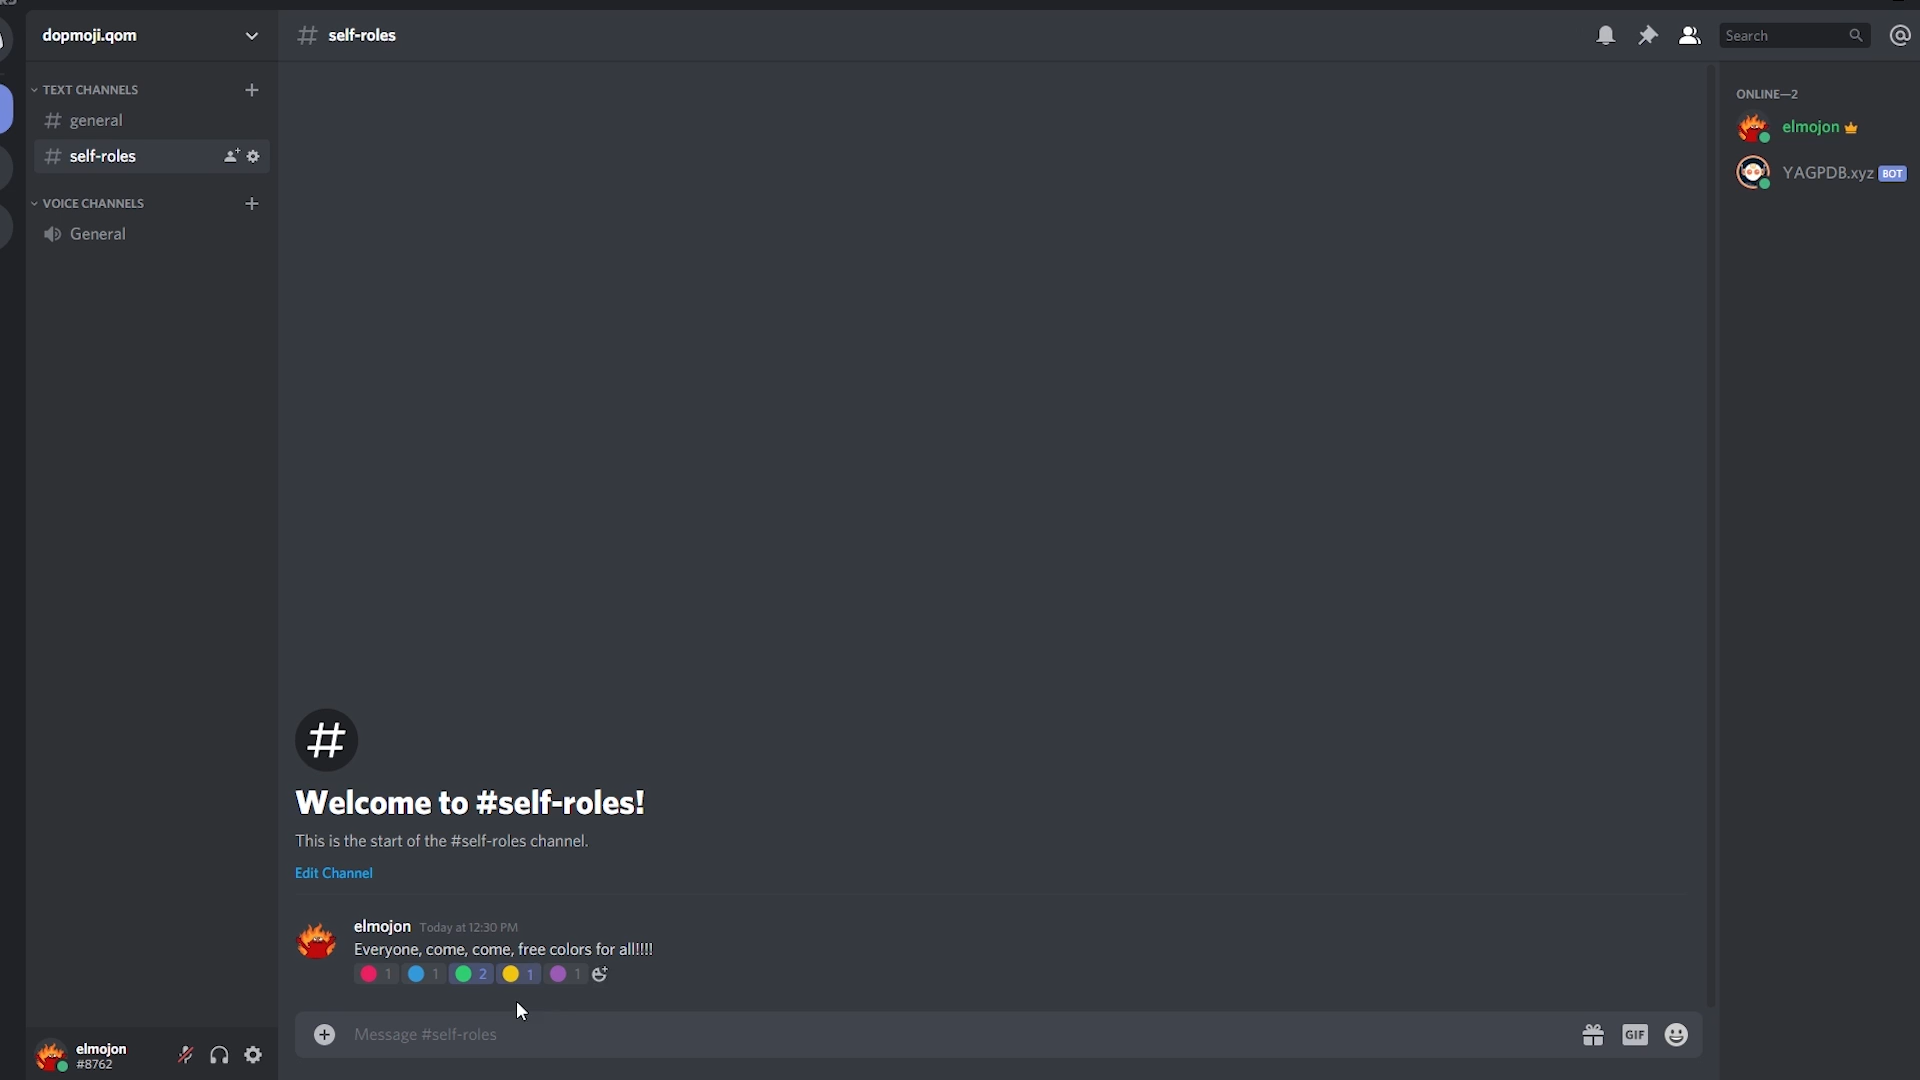 dopmoji.qom
self-roles
Search
TEXT CHANNELS
general
self-roles
VOICE CHANNELS
General
ONLINE—2
elmojon
YAGPDB.xyz BOT
Welcome to #self-roles!
This is the start of the #self-roles channel.
Edit Channel
elmojon Today at 12:30 PM
Everyone, come, come, free colors for all!!!!
1 1 2 1 1
Message #self-roles
GIF
elmojon
#8762